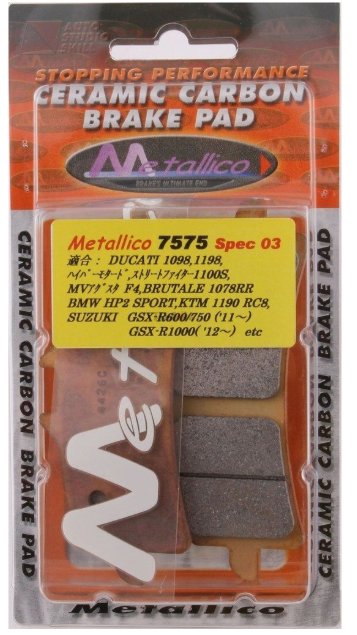 AUTO
STUDIO
SKILL
STOPPING PERFORMANCE
CERAMIC CARBON
BRAKE PAD
Metallico
BRAKES ULTIMATE END
Metallico 7575 Spec 03
適合： DUCATI 1098,1198,
ﾊｲﾊﾟｰﾓﾀｰﾄﾞ,ｽﾄﾘｰﾄﾌｧｲﾀｰ1100S,
MVｱｸﾞｽﾀ F4,BRUTALE 1078RR
BMW HP2 SPORT,KTM 1190 RC8,
SUZUKI GSX-R600/750 ('11～)
GSX-R1000( '12～) etc
CERAMIC CARBON BRAKE PAD
CERAMIC CARBON BRAKE PAD
Metallico